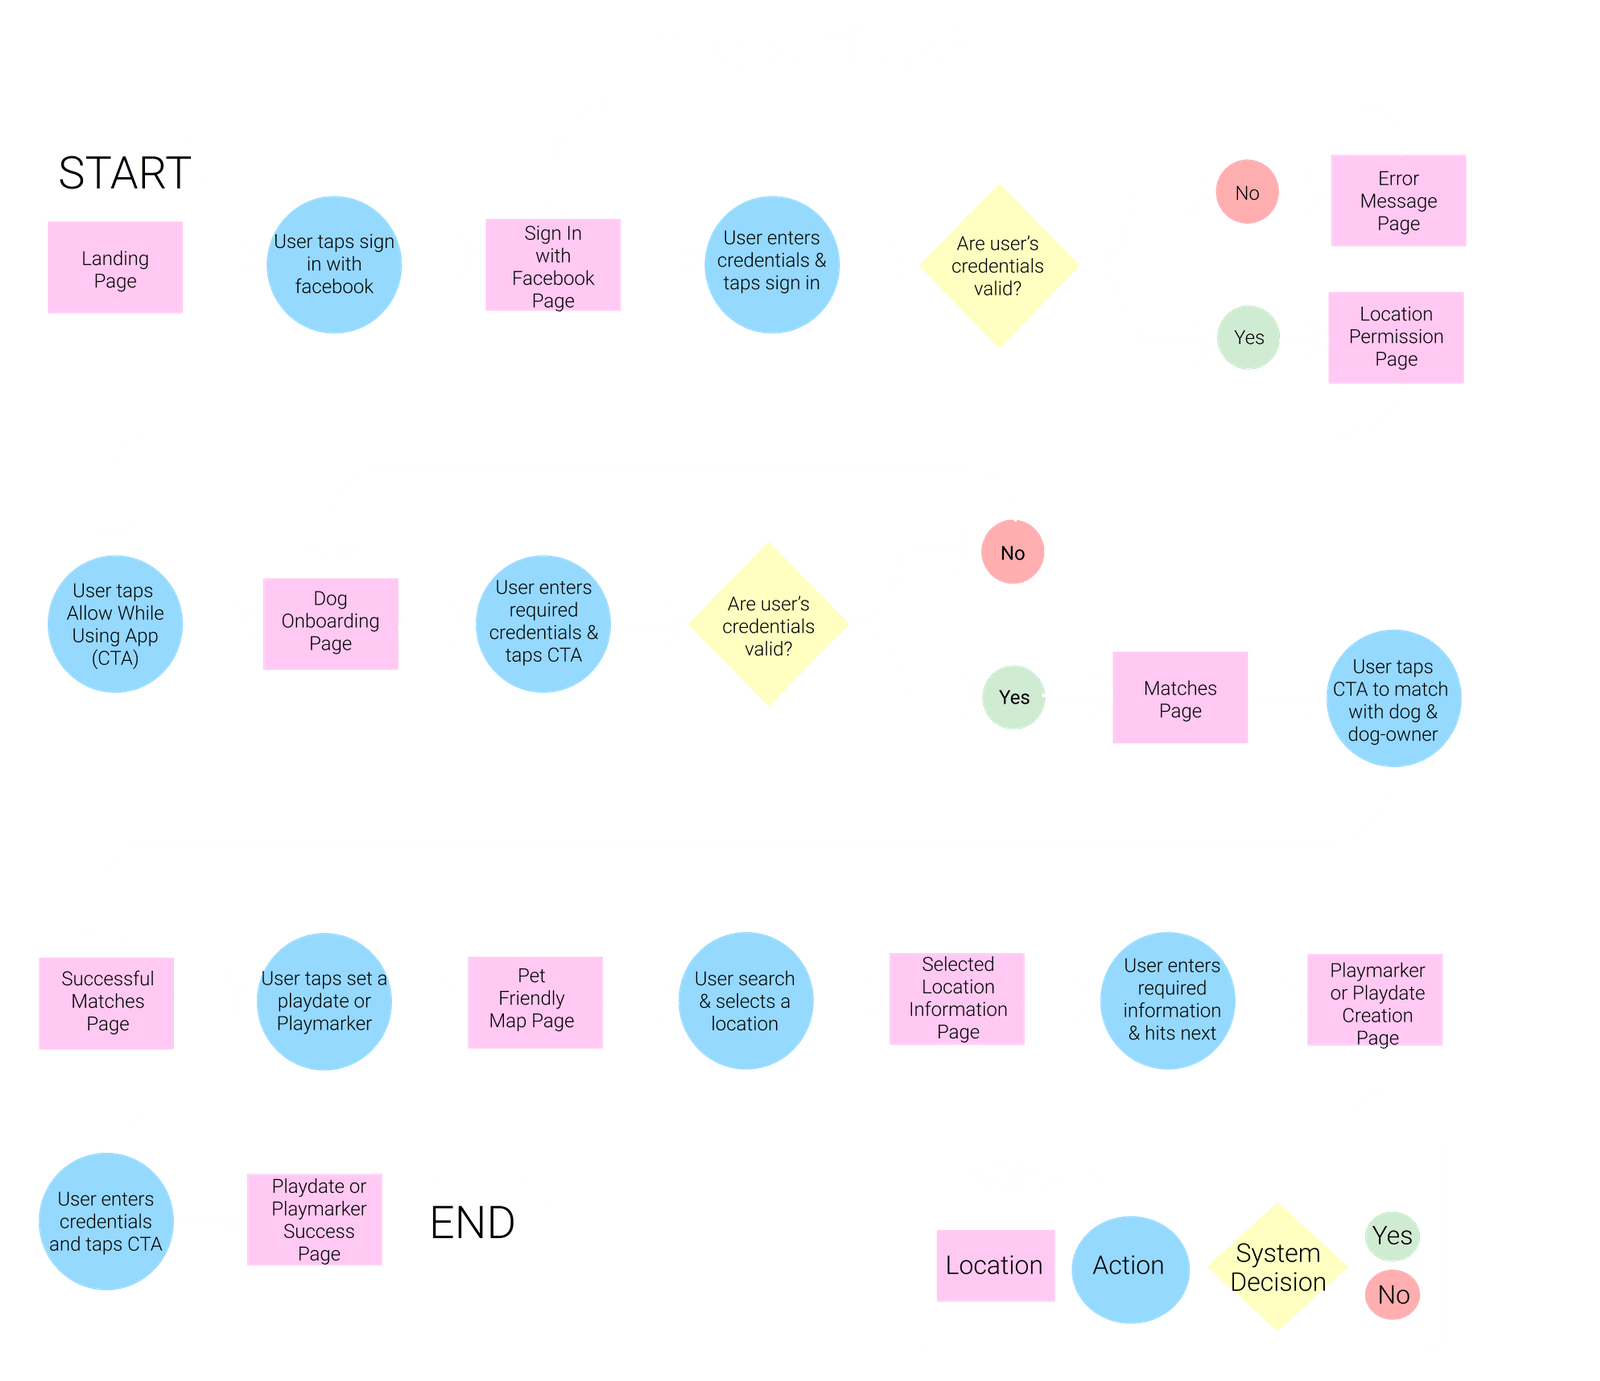 START
Landing
Page
User taps sign
in with
facebook
Sign In
with
Facebook
Page
User enters
credentials &
taps sign in
Are user’s
credentials
valid?
No
Error
Message
Page
Yes
Location
Permission
Page
User taps
Allow While
Using App
(CTA)
Dog
Onboarding
Page
User enters
required
credentials &
taps CTA
Are user’s
credentials
valid?
No
Yes
Matches
Page
User taps
CTA to match
with dog &
dog-owner
Successful
Matches
Page
User taps set a
playdate or
Playmarker
Pet
Friendly
Map Page
User search
& selects a
location
Selected
Location
Information
Page
User enters
required
information
& hits next
Playmarker
or Playdate
Creation
Page
User enters
credentials
and taps CTA
Playdate or
Playmarker
Success
Page
END
Location
Action
System
Decision
Yes
No